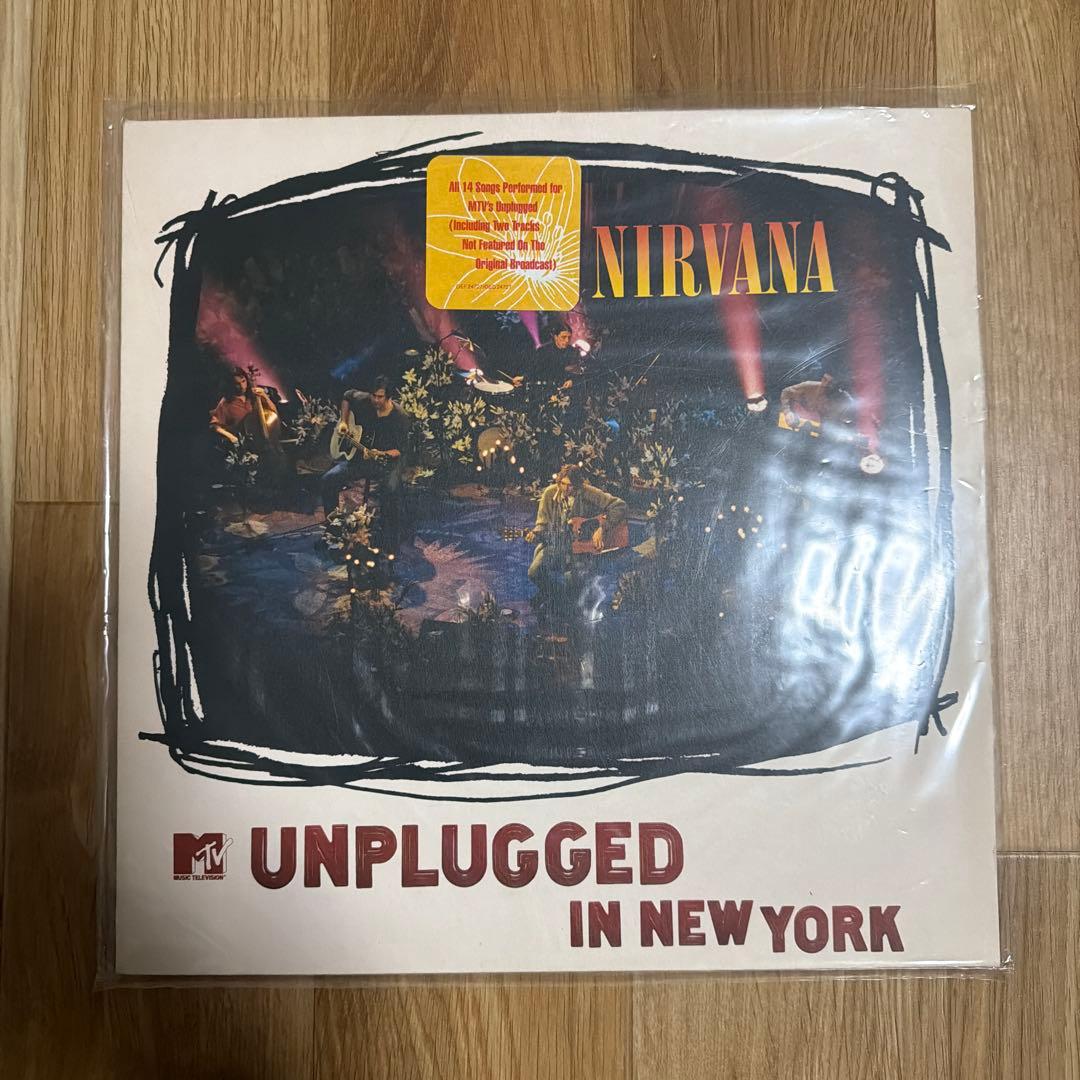 All 14 Songs Performed for
MTV's Unplugged
(Including Two Tracks
Not Featured On The
Original Broadcast)
NIRVANA
MTV
MUSIC TELEVISION
UNPLUGGED
IN NEW YORK